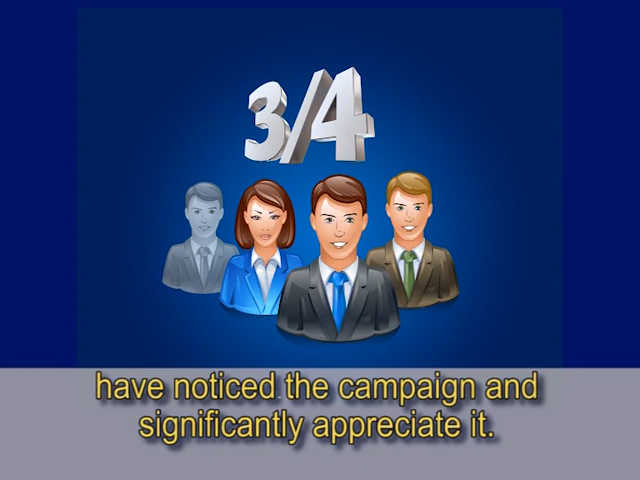 3/4
have noticed the campaign and
significantly appreciate it.